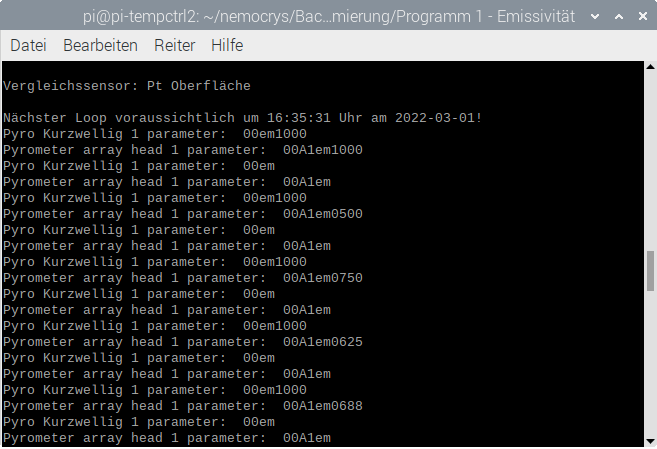 pi@pi-tempctrl2: ~/nemocrys/Bac...mierung/Programm 1 - Emissivität
Datei Bearbeiten Reiter Hilfe
Vergleichssensor: Pt Oberfläche
Nächster Loop voraussichtlich um 16:35:31 Uhr am 2022-03-01!
Pyro Kurzwellig 1 parameter:  00em1000
Pyrometer array head 1 parameter:  00A1em1000
Pyro Kurzwellig 1 parameter:  00em
Pyrometer array head 1 parameter:  00A1em
Pyro Kurzwellig 1 parameter:  00em1000
Pyrometer array head 1 parameter:  00A1em0500
Pyro Kurzwellig 1 parameter:  00em
Pyrometer array head 1 parameter:  00A1em
Pyro Kurzwellig 1 parameter:  00em1000
Pyrometer array head 1 parameter:  00A1em0750
Pyro Kurzwellig 1 parameter:  00em
Pyrometer array head 1 parameter:  00A1em
Pyro Kurzwellig 1 parameter:  00em1000
Pyrometer array head 1 parameter:  00A1em0625
Pyro Kurzwellig 1 parameter:  00em
Pyrometer array head 1 parameter:  00A1em
Pyro Kurzwellig 1 parameter:  00em1000
Pyrometer array head 1 parameter:  00A1em0688
Pyro Kurzwellig 1 parameter:  00em
Pyrometer array head 1 parameter:  00A1em